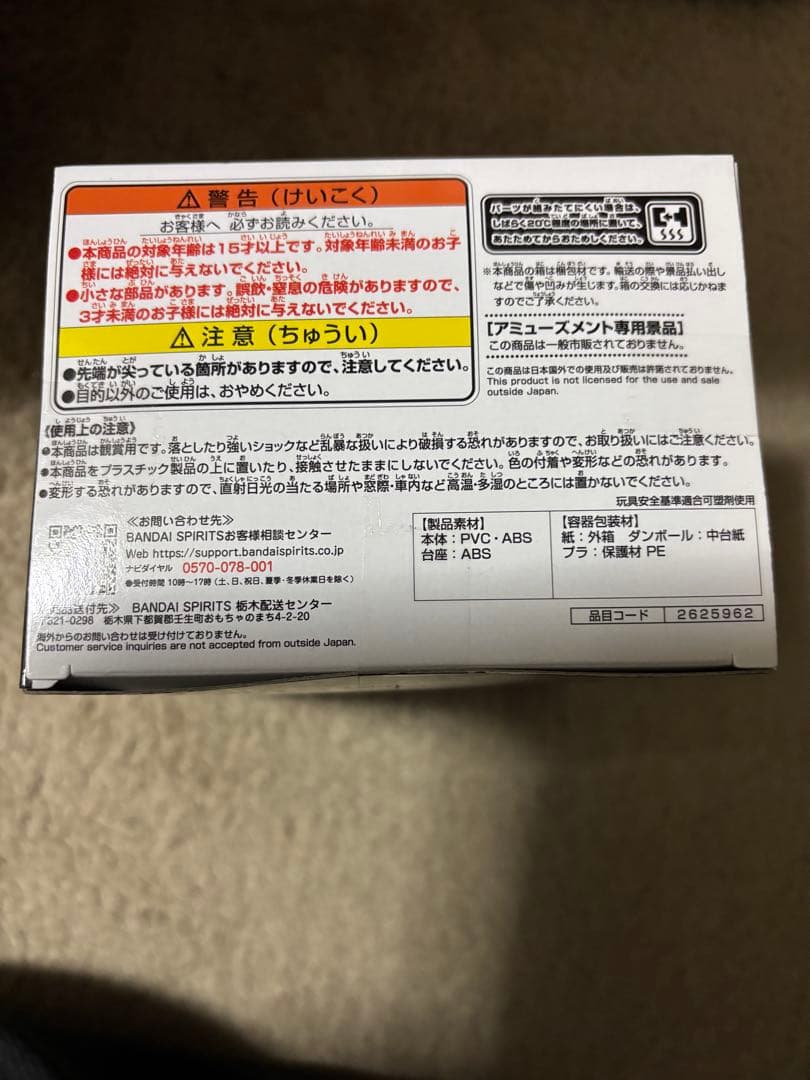 警告(けいこく)
お客様へ 必ずお読みください。
●本商品の対象年齢は15才以上です。対象年齢未満のお子
様には絶対に与えないでください。
●小さな部品があります。誤飲・窒息の危険がありますので、
3才未満のお子様には絶対に与えないでください。
注意(ちゅうい)
●先端が尖っている箇所がありますので、注意してください。
●目的以外のご使用は、おやめください。
パーツが組みたてにくい場合は、
しばらく20℃程度の場所に置いて、
あたためてからおためしください。
※本商品の箱は梱包材です。輸送の際や景品払い出し
などで傷や凹みが生じます。箱の交換には応じかねま
すのでご了承ください。
[アミューズメント専用景品]
この商品は一般市販されておりません。
この商品は日本国外での使用及び販売は許諾されておりません。
This product is not licensed for the use and sale
outside Japan.
《使用上の注意》
●本商品は観賞用です。落としたり強いショックなど乱暴な扱いにより破損する恐れがありますので、お取り扱いにはご注意ください。
●本商品をプラスチック製品の上に置いたり、接触させたままにしないでください。色の付着や変形などの恐れがあります。
●変形する恐れがありますので、直射日光の当たる場所や窓際・車内など高温・多湿のところには置かないでください。
玩具安全基準適合可塑剤使用
≪お問い合わせ先≫
BANDAI SPIRITSお客様相談センター
Web https://support.bandaispirits.co.jp
ナビダイヤル 0570-078-001
●受付時間 10時〜17時(土、日、祝日、夏季・冬季休業日を除く)
【製品素材】
本体:PVC・ABS
台座:ABS
【容器包装材】
紙:外箱 ダンボール:中台紙
プラ:保護材 PE
送付先≫ BANDAI SPIRITS 栃木配送センター
〒321-0298 栃木県下都賀郡壬生町おもちゃのまち4-2-20
品目コード 2625962
海外からのお問い合わせは受け付けておりません。
Customer service inquiries are not accepted from outside Japan.